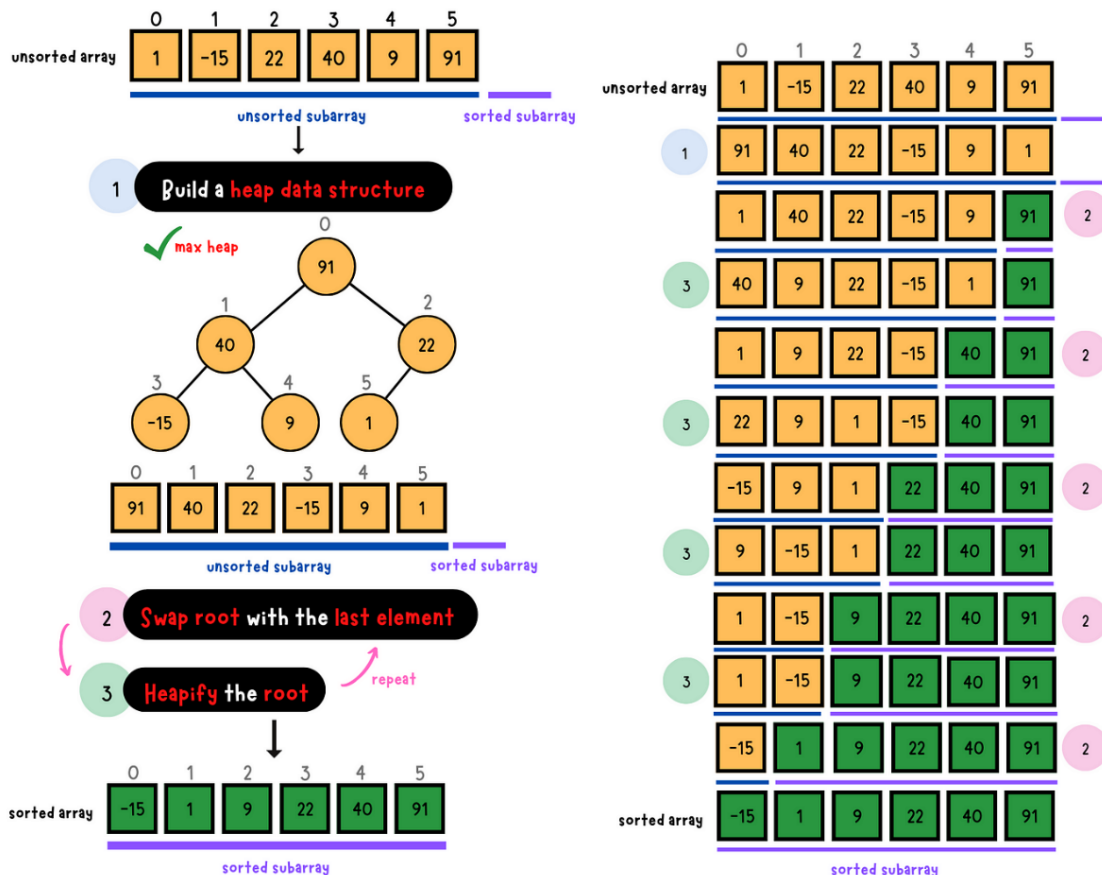 0 1 2 3 4 5
unsorted array 1 -15 22 40 9 91
unsorted subarray sorted subarray
1 Build a heap data structure
max heap
0
91
1 2
40 22
3 4 5
-15 9 1
0 1 2 3 4 5
91 40 22 -15 9 1
unsorted subarray sorted subarray
2 Swap root with the last element
repeat
3 Heapify the root
0 1 2 3 4 5
sorted array -15 1 9 22 40 91
sorted subarray
0 1 2 3 4 5
unsorted array 1 -15 22 40 9 91
1 91 40 22 -15 9 1
1 40 22 -15 9 91 2
3 40 9 22 -15 1 91
1 9 22 -15 40 91 2
3 22 9 1 -15 40 91
-15 9 1 22 40 91 2
3 9 -15 1 22 40 91
1 -15 9 22 40 91 2
3 1 -15 9 22 40 91
-15 1 9 22 40 91 2
sorted array -15 1 9 22 40 91
sorted subarray